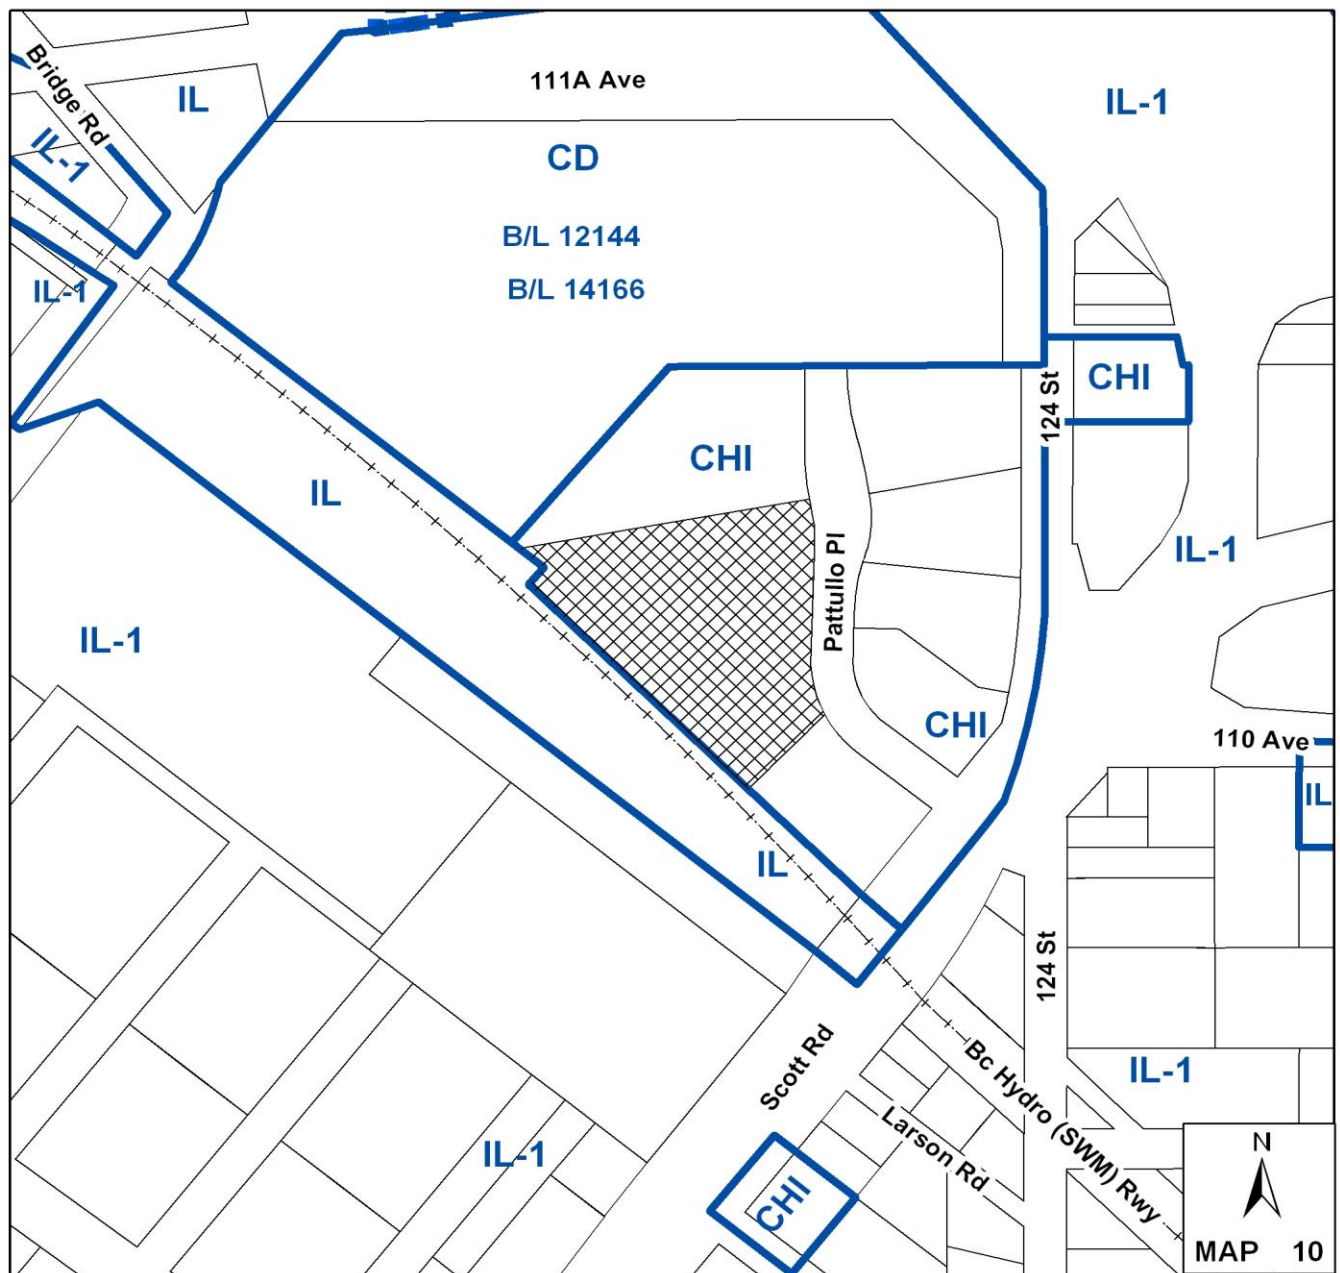 Bridge Rd
IL
111A Ave
IL-1
IL-1
CD
B/L 12144
B/L 14166
IL-1
CHI
124 St
CHI
IL
IL-1
Pattullo Pl
IL-1
CHI
110 Ave
IL
IL
124 St
Scott Rd
Bc Hydro (SWM) Rwy
IL-1
Larson Rd
IL-1
CHI
N
MAP 10